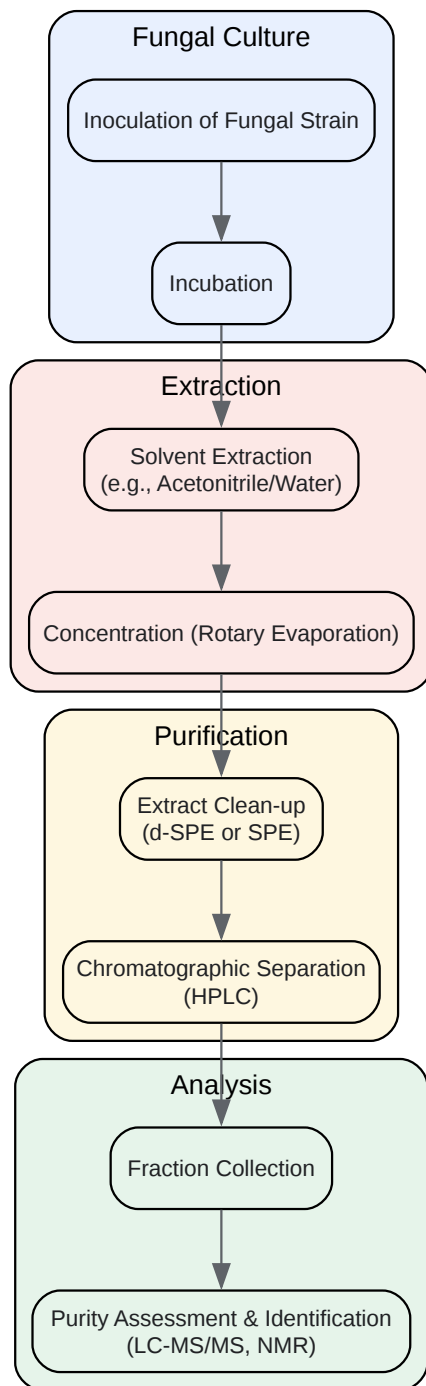 Fungal Culture
Inoculation of Fungal Strain
Incubation
Extraction
Solvent Extraction
(e.g., Acetonitrile/Water)
Concentration (Rotary Evaporation)
Purification
Extract Clean-up
(d-SPE or SPE)
Chromatographic Separation
(HPLC)
Analysis
Fraction Collection
Purity Assessment & Identification
(LC-MS/MS, NMR)